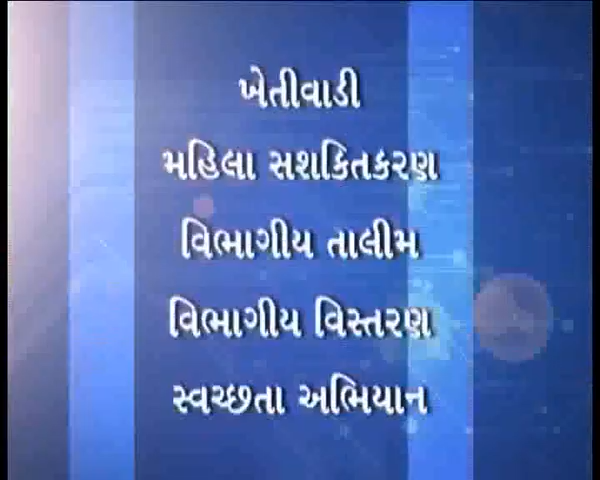 ખેતીવાડી
મહિલા સશકિતકરણ
વિભાગીય તાલીમ
વિભાગીય વિસ્તરણ
સ્વચ્છતા અભિયાન